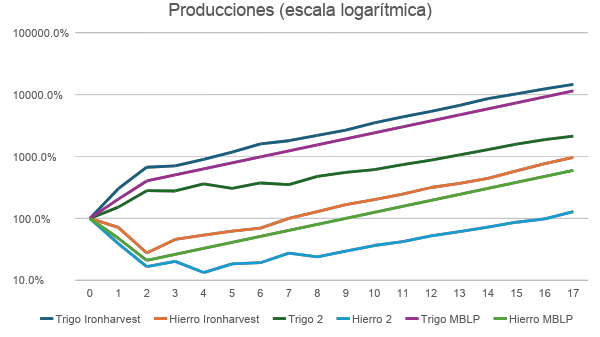 Producciones (escala logarítmica)
100000.0%
10000.0%
1000.0%
100.0%
10.0%
0 1 2 3 4 5 6 7 8 9 10 11 12 13 14 15 16 17
Trigo Ironharvest Hierro Ironharvest Trigo 2 Hierro 2 Trigo MBLP Hierro MBLP